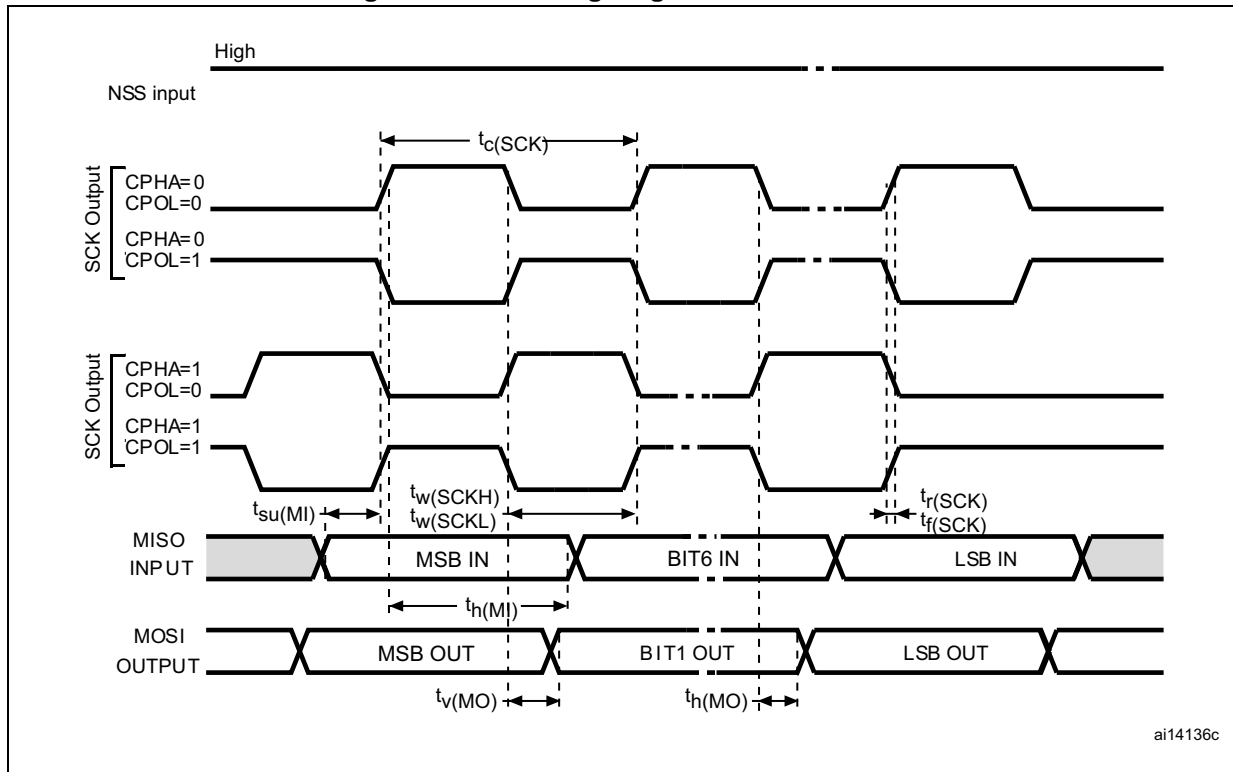 High
NSS input
tc(SCK)
SCK Output
CPHA=0
CPOL=0
CPHA=0
CPOL=1
SCK Output
CPHA=1
CPOL=0
CPHA=1
CPOL=1
tsu(MI)
tw(SCKH)
tw(SCKL)
tr(SCK)
tf(SCK)
MISO
INPUT
MSB IN
BIT6 IN
LSB IN
th(MI)
MOSI
OUTPUT
MSB OUT
BIT1 OUT
LSB OUT
tv(MO)
th(MO)
ai14136c